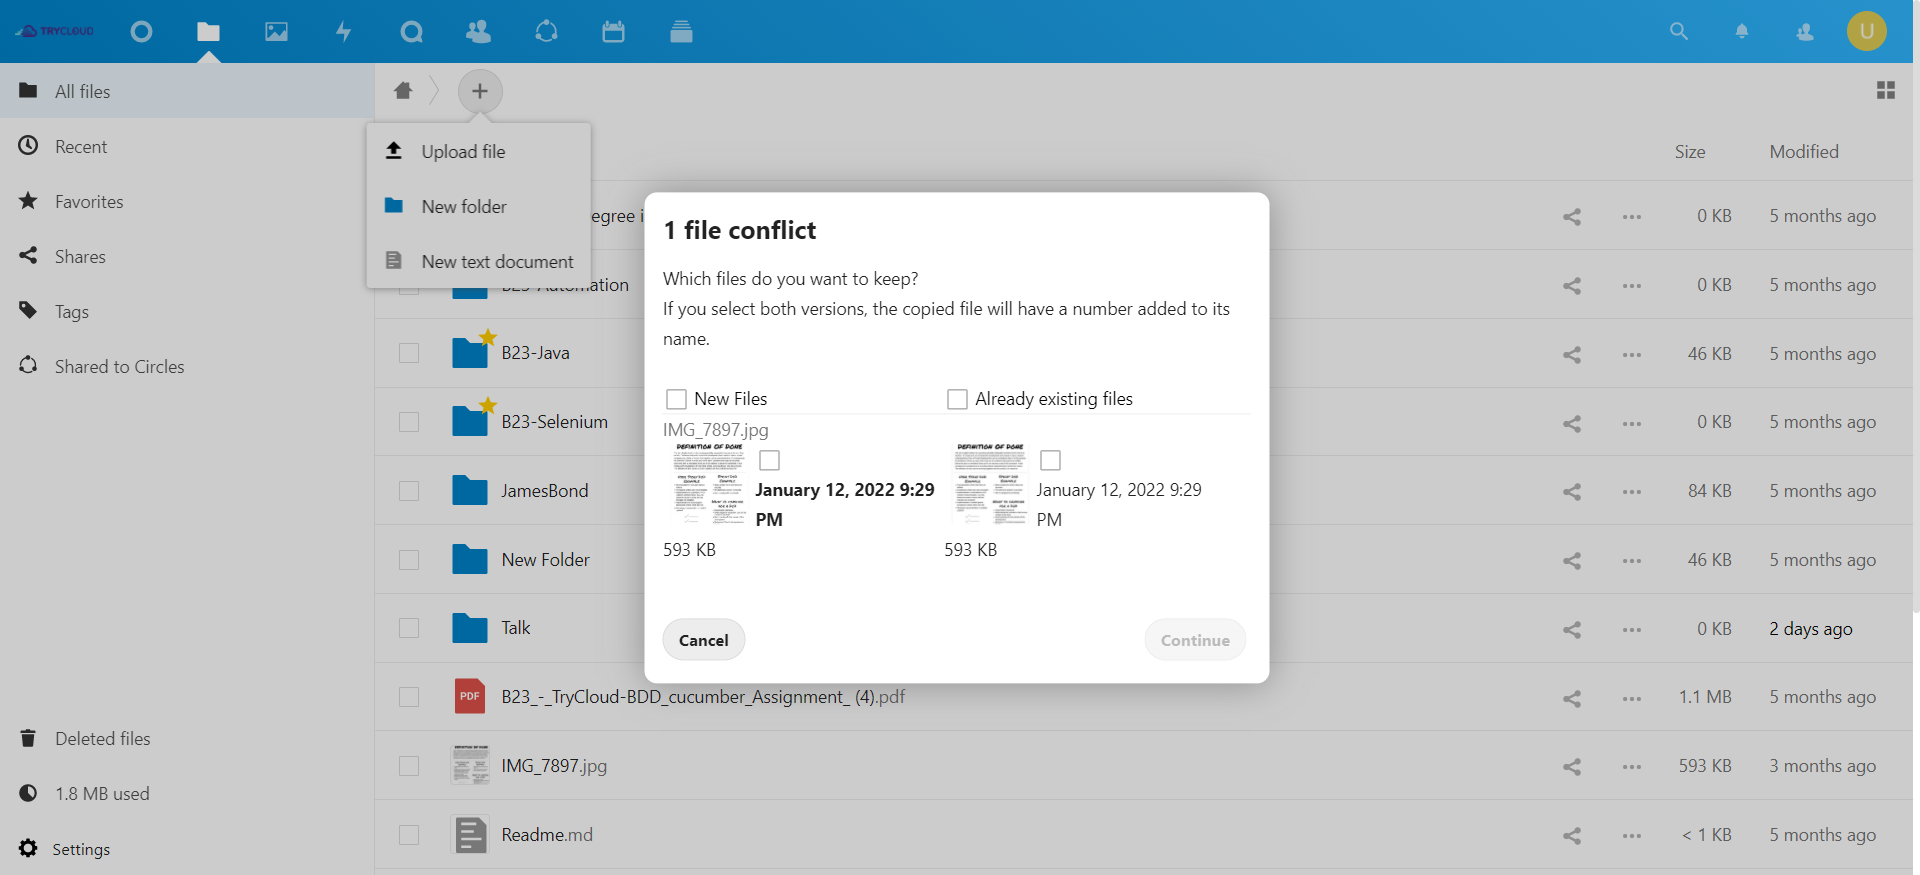 TRYCLOUD
U
All files
Recent
Favorites
Shares
Tags
Shared to Circles
Deleted files
1.8 MB used
Settings
Upload file
New folder
New text document
Size Modified
egree i 0 KB 5 months ago
B23-Automation 0 KB 5 months ago
B23-Java 46 KB 5 months ago
B23-Selenium 0 KB 5 months ago
JamesBond 84 KB 5 months ago
New Folder 46 KB 5 months ago
Talk 0 KB 2 days ago
PDF B23_-_TryCloud-BDD_cucumber_Assignment_ (4).pdf 1.1 MB 5 months ago
IMG_7897.jpg 593 KB 3 months ago
Readme.md < 1 KB 5 months ago
1 file conflict
Which files do you want to keep?
If you select both versions, the copied file will have a number added to its
name.
New Files Already existing files
IMG_7897.jpg
DEFINITION OF DONE DEFINITION OF DONE
January 12, 2022 9:29 January 12, 2022 9:29
PM PM
593 KB 593 KB
Cancel Continue